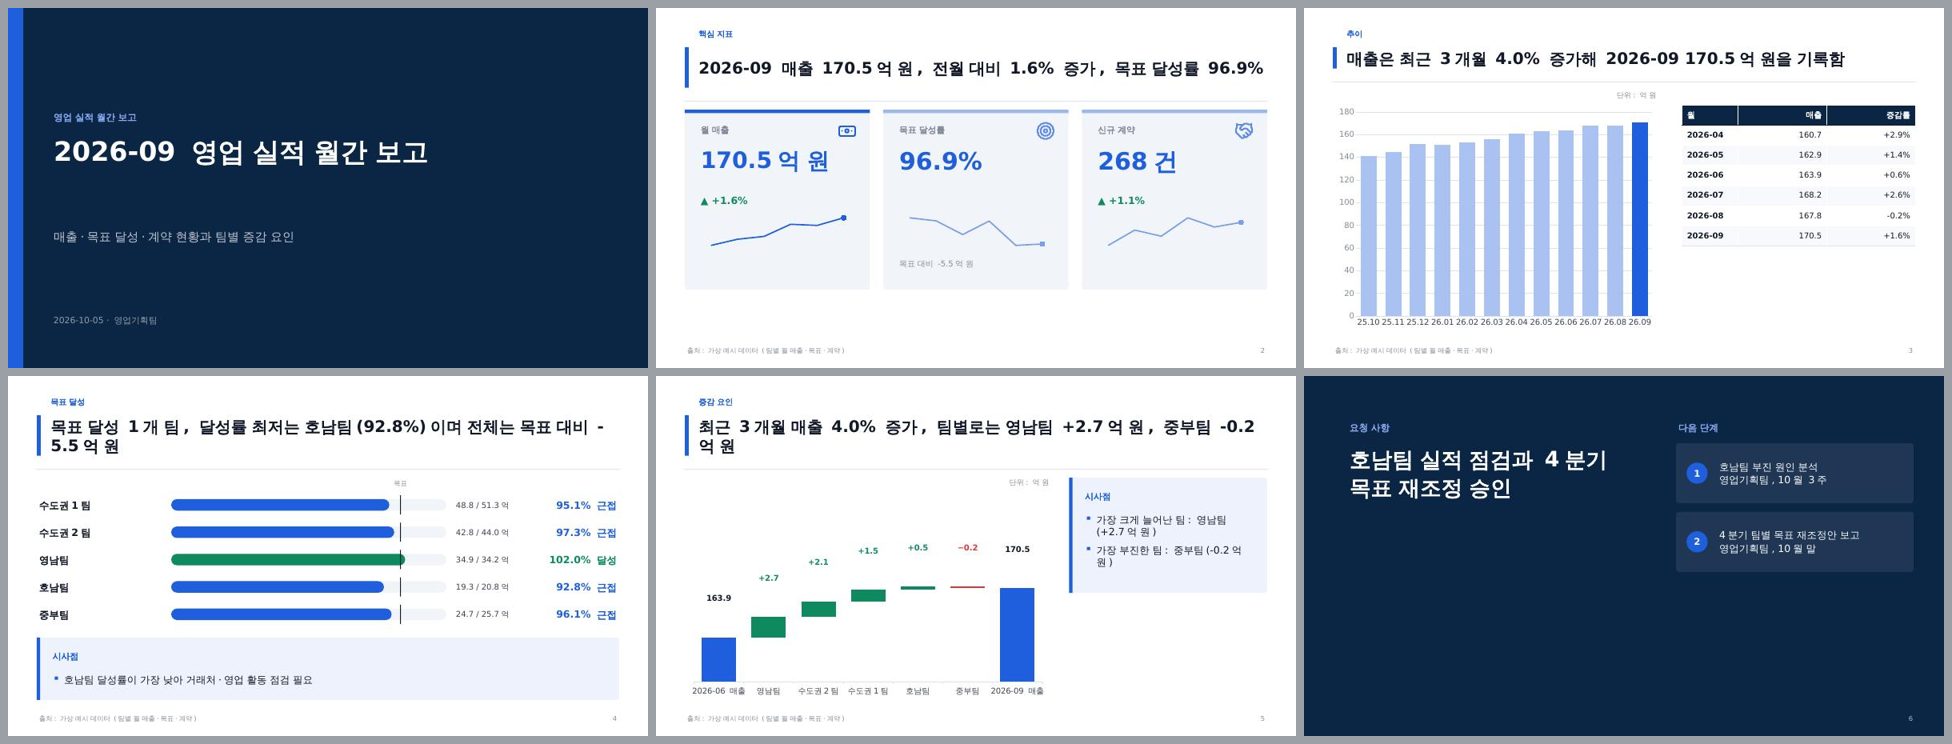 영업 실적 월간 보고
2026-09 영업 실적 월간 보고
매출 · 목표 달성 · 계약 현황과 팀별 증감 요인
2026-10-05 · 영업기획팀
핵심 지표
2026-09 매출 170.5억 원, 전월 대비 1.6% 증가, 목표 달성률 96.9%
월 매출
170.5억 원
▲ +1.6%
목표 달성률
96.9%
목표 대비 -5.5억 원
신규 계약
268건
▲ +1.1%
출처: 가상 예시 데이터 (팀별 월 매출·목표·계약)
2
추이
매출은 최근 3개월 4.0% 증가해 2026-09 170.5억 원을 기록함
단위: 억 원
180
160
140
120
100
80
60
40
20
0
25.10 25.11 25.12 26.01 26.02 26.03 26.04 26.05 26.06 26.07 26.08 26.09
월 매출 증감률
2026-04 160.7 +2.9%
2026-05 162.9 +1.4%
2026-06 163.9 +0.6%
2026-07 168.2 +2.6%
2026-08 167.8 -0.2%
2026-09 170.5 +1.6%
출처: 가상 예시 데이터 (팀별 월 매출·목표·계약)
3
목표 달성
목표 달성 1개 팀, 달성률 최저는 호남팀(92.8%)이며 전체는 목표 대비 -
5.5억 원
목표
수도권1팀 48.8 / 51.3억 95.1% 근접
수도권2팀 42.8 / 44.0억 97.3% 근접
영남팀 34.9 / 34.2억 102.0% 달성
호남팀 19.3 / 20.8억 92.8% 근접
중부팀 24.7 / 25.7억 96.1% 근접
시사점
▪ 호남팀 달성률이 가장 낮아 거래처·영업 활동 점검 필요
출처: 가상 예시 데이터 (팀별 월 매출·목표·계약)
4
증감 요인
최근 3개월 매출 4.0% 증가, 팀별로는 영남팀 +2.7억 원, 중부팀 -0.2
억 원
단위: 억 원
163.9
+2.7
+2.1
+1.5
+0.5
−0.2
170.5
2026-06 매출 영남팀 수도권2팀 수도권1팀 호남팀 중부팀 2026-09 매출
시사점
▪ 가장 크게 늘어난 팀: 영남팀
(+2.7억 원)
▪ 가장 부진한 팀: 중부팀(-0.2억
원)
출처: 가상 예시 데이터 (팀별 월 매출·목표·계약)
5
요청 사항
호남팀 실적 점검과 4분기
목표 재조정 승인
다음 단계
1
호남팀 부진 원인 분석
영업기획팀, 10월 3주
2
4분기 팀별 목표 재조정안 보고
영업기획팀, 10월 말
6